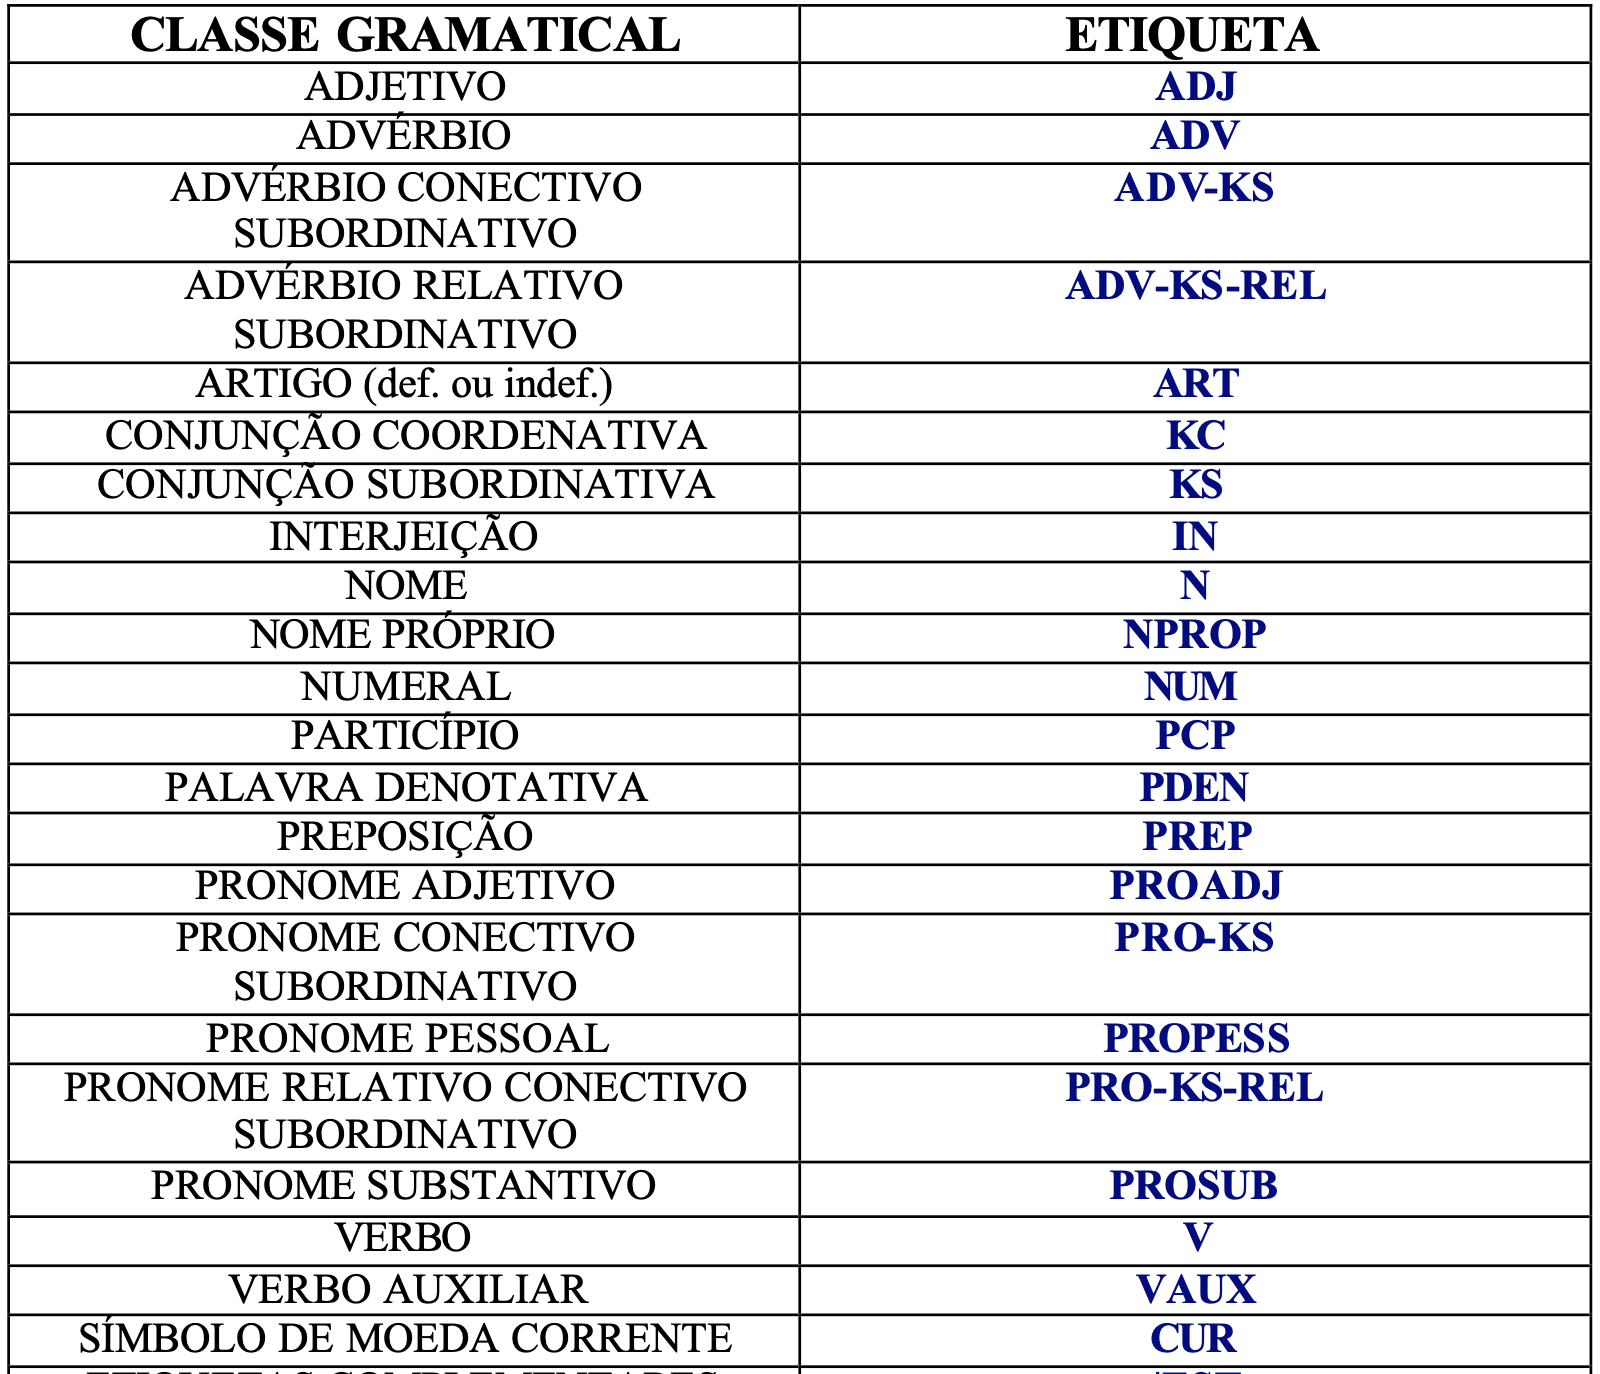 CLASSE GRAMATICAL ETIQUETA
ADJETIVO ADJ
ADVÉRBIO ADV
ADVÉRBIO CONECTIVO ADV-KS
SUBORDINATIVO
ADVÉRBIO RELATIVO ADV-KS-REL
SUBORDINATIVO
ARTIGO (def. ou indef.) ART
CONJUNÇÃO COORDENATIVA KC
CONJUNÇÃO SUBORDINATIVA KS
INTERJEIÇÃO IN
NOME N
NOME PRÓPRIO NPROP
NUMERAL NUM
PARTICÍPIO PCP
PALAVRA DENOTATIVA PDEN
PREPOSIÇÃO PREP
PRONOME ADJETIVO PROADJ
PRONOME CONECTIVO PRO-KS
SUBORDINATIVO
PRONOME PESSOAL PROPESS
PRONOME RELATIVO CONECTIVO PRO-KS-REL
SUBORDINATIVO
PRONOME SUBSTANTIVO PROSUB
VERBO V
VERBO AUXILIAR VAUX
SÍMBOLO DE MOEDA CORRENTE CUR